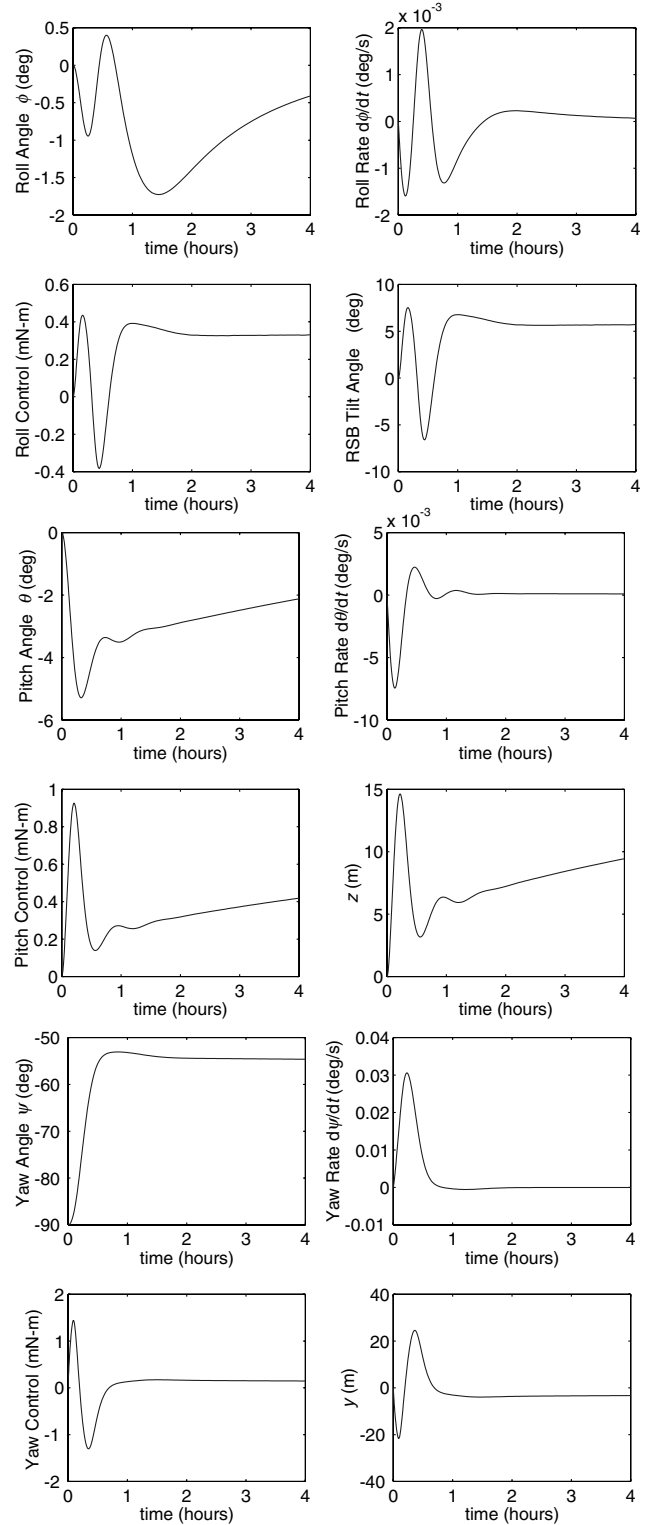 Roll Angle ϕ (deg)
0.5
0
-0.5
-1
-1.5
-2
0 1 2 3 4
time (hours)
Roll Rate dϕ/dt (deg/s)
2 x 10-3
1
0
-1
-2
0 1 2 3 4
time (hours)
Roll Control (mN-m)
0.6
0.4
0.2
0
-0.2
-0.4
0 1 2 3 4
time (hours)
RSB Tilt Angle (deg)
10
5
0
-5
-10
0 1 2 3 4
time (hours)
Pitch Angle θ (deg)
0
-2
-4
-6
0 1 2 3 4
time (hours)
Pitch Rate dθ/dt (deg/s)
5 x 10-3
0
-5
-10
0 1 2 3 4
time (hours)
Pitch Control (mN-m)
1
0.8
0.6
0.4
0.2
0
0 1 2 3 4
time (hours)
z (m)
15
10
5
0
0 1 2 3 4
time (hours)
Yaw Angle ψ (deg)
-50
-60
-70
-80
-90
0 1 2 3 4
time (hours)
Yaw Rate dψ/dt (deg/s)
0.04
0.03
0.02
0.01
0
-0.01
0 1 2 3 4
time (hours)
Yaw Control (mN-m)
2
1
0
-1
-2
0 1 2 3 4
time (hours)
y (m)
40
20
0
-20
-40
0 1 2 3 4
time (hours)